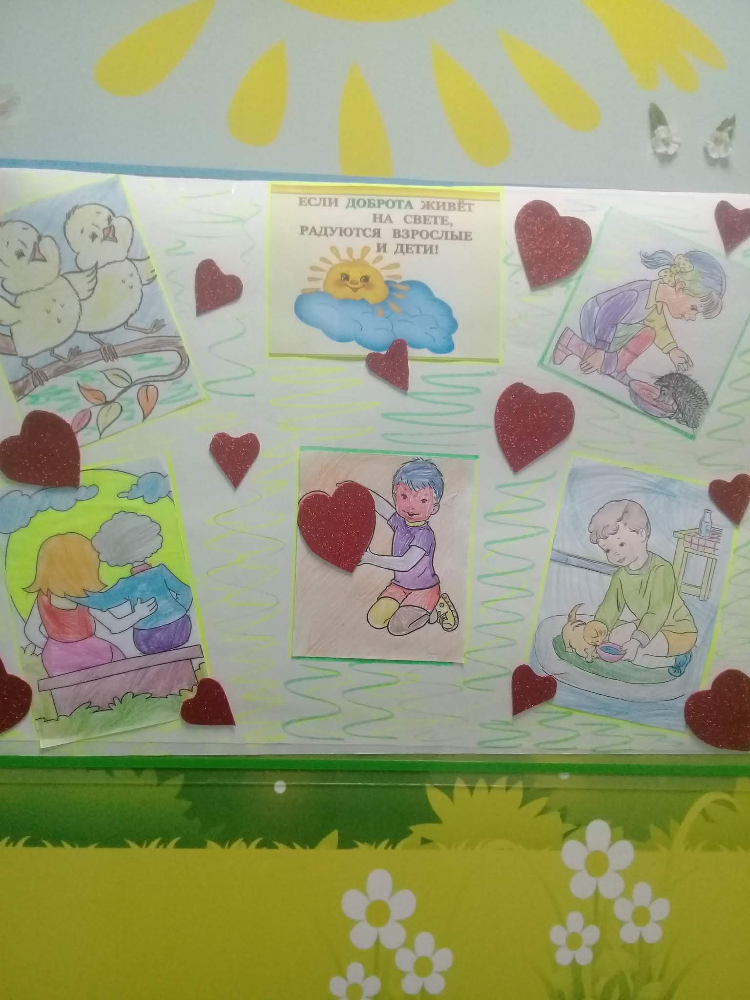 ЕСЛИ ДОБРОТА ЖИВЁТ
НА СВЕТЕ,
РАДУЮТСЯ ВЗРОСЛЫЕ
И ДЕТИ!